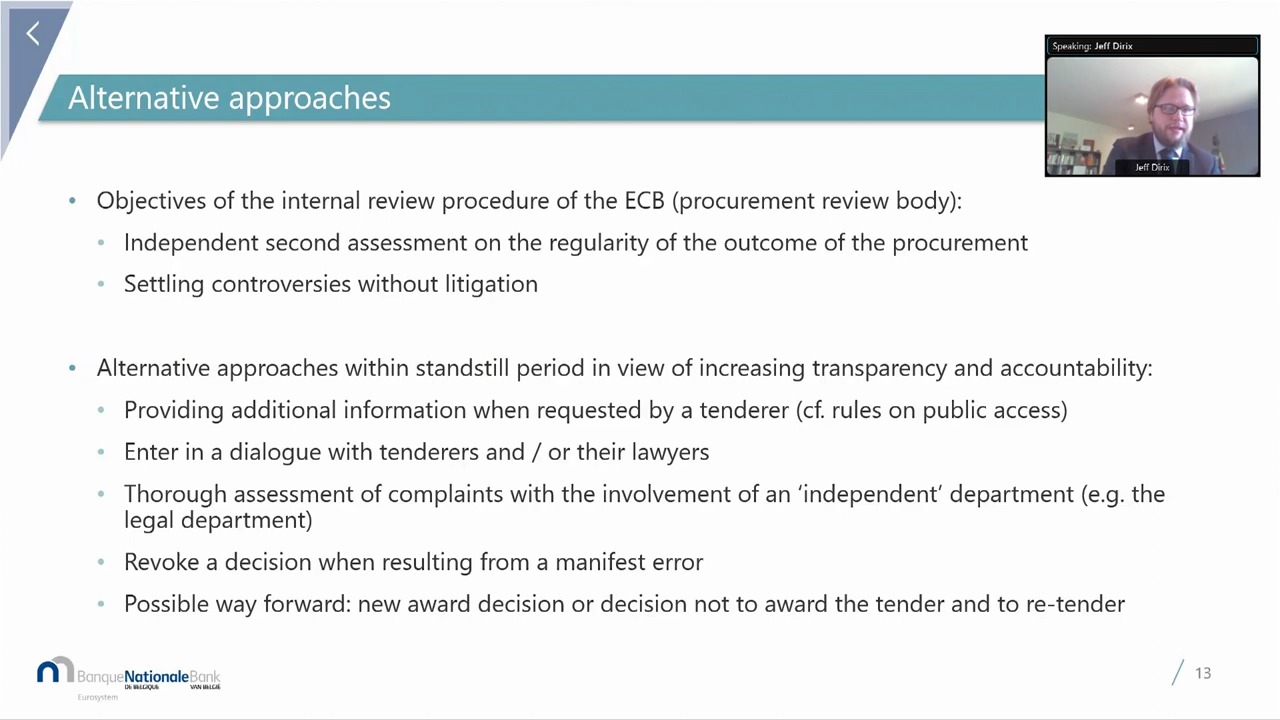 Speaking: Jeff Dirix
Alternative approaches
Jeff Dirix
• Objectives of the internal review procedure of the ECB (procurement review body):
• Independent second assessment on the regularity of the outcome of the procurement
• Settling controversies without litigation
• Alternative approaches within standstill period in view of increasing transparency and accountability:
• Providing additional information when requested by a tenderer (cf. rules on public access)
• Enter in a dialogue with tenderers and / or their lawyers
• Thorough assessment of complaints with the involvement of an ‘independent’ department (e.g. the
legal department)
• Revoke a decision when resulting from a manifest error
• Possible way forward: new award decision or decision not to award the tender and to re-tender
BanqueNationaleBank
DE BELGIQUE VAN BELGIË
Eurosystem
13